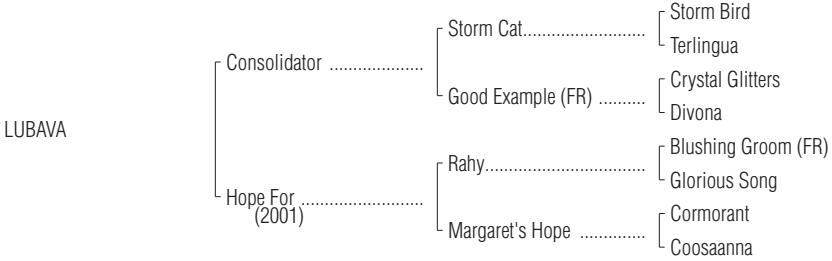 Storm Bird
Storm Cat..........................
Terlingua
Consolidator ....................
Crystal Glitters
Good Example (FR) ..........
Divona
LUBAVA
Blushing Groom (FR)
Rahy..................................
Glorious Song
Hope For ..........................
(2001)
Cormorant
Margaret's Hope ..............
Coosaanna